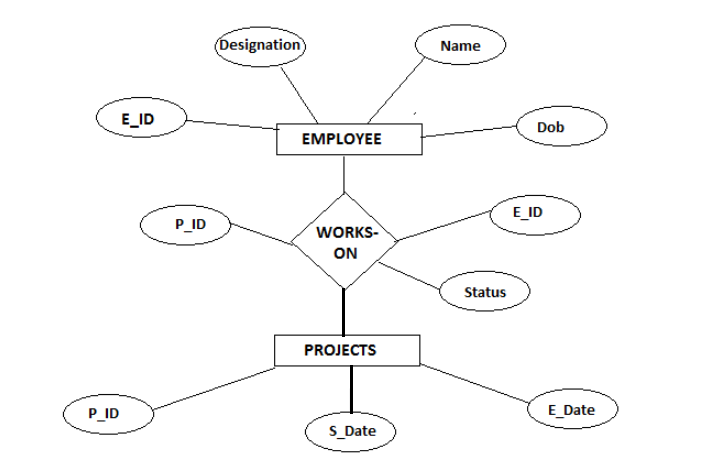 Designation
Name
E_ID
Dob
EMPLOYEE
P_ID
E_ID
WORKS-
ON
Status
PROJECTS
P_ID
E_Date
S_Date